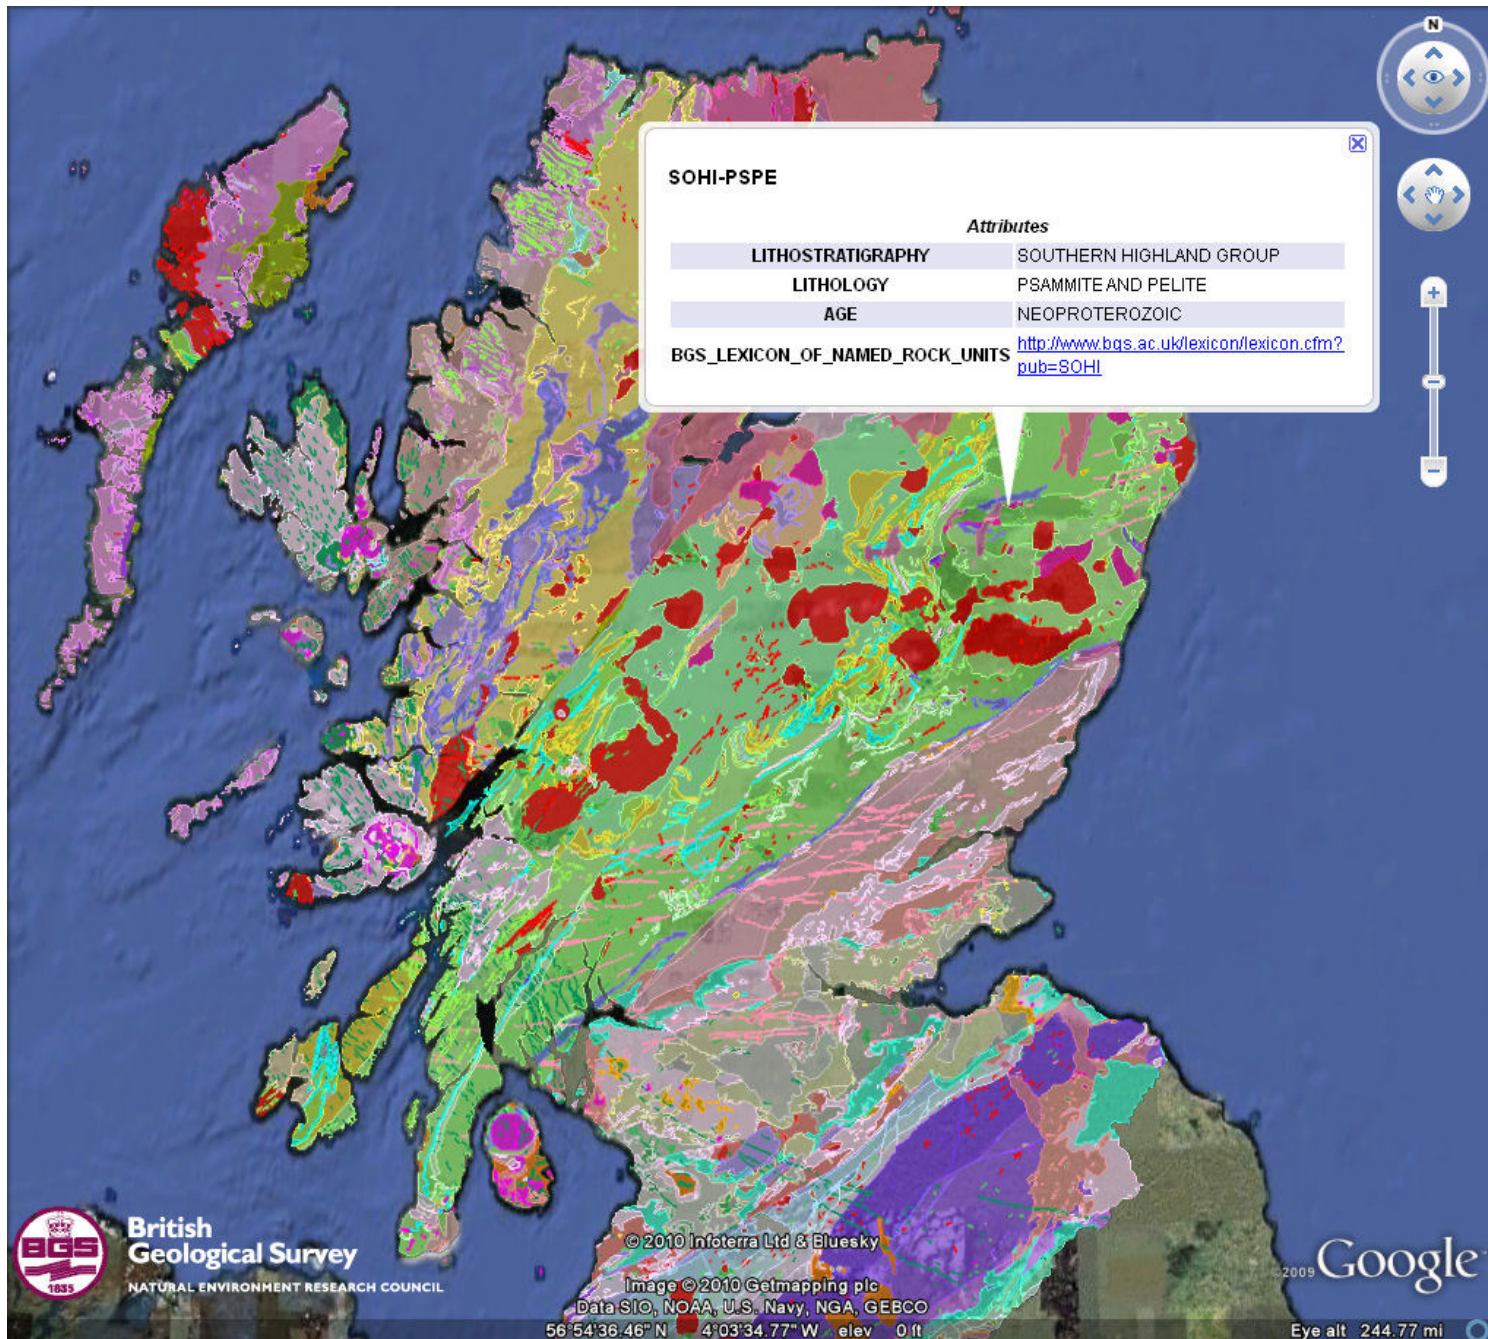 N
SOHI-PSPE
Attributes
LITHOSTRATIGRAPHY SOUTHERN HIGHLAND GROUP
LITHOLOGY PSAMMITE AND PELITE
AGE NEOPROTEROZOIC
BGS_LEXICON_OF_NAMED_ROCK_UNITS http://www.bgs.ac.uk/lexicon/lexicon.cfm?
pub=SOHI
BGS
1835
British
Geological Survey
NATURAL ENVIRONMENT RESEARCH COUNCIL
© 2010 Infoterra Ltd & Bluesky
Image © 2010 Getmapping plc
Data SIO, NOAA, U.S. Navy, NGA, GEBCO
©2009 Google
56°54'36.46" N 4°03'34.77" W elev 0 ft
Eye alt 244.77 mi